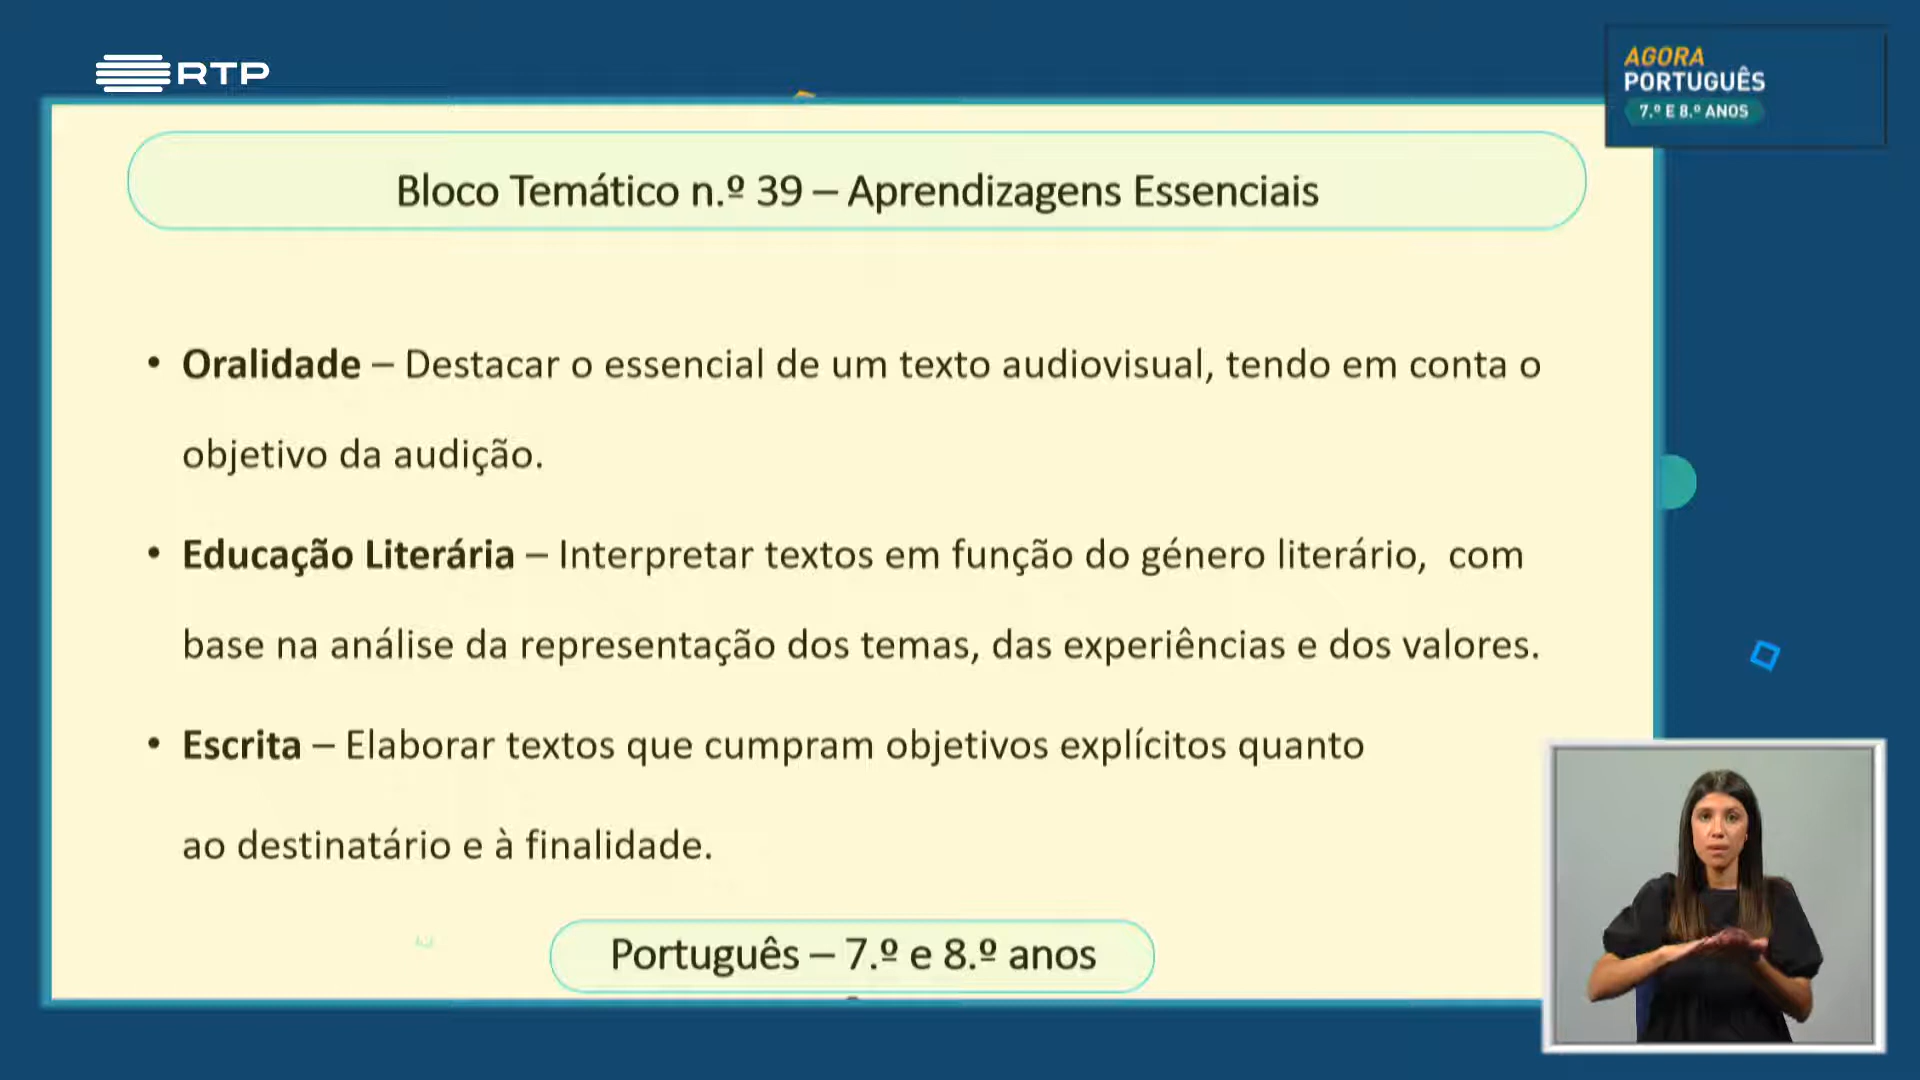 RTP
AGORA
PORTUGUÊS
7.º E 8.º ANOS
Bloco Temático n.º 39 – Aprendizagens Essenciais
• Oralidade – Destacar o essencial de um texto audiovisual, tendo em conta o
objetivo da audição.
• Educação Literária – Interpretar textos em função do género literário, com
base na análise da representação dos temas, das experiências e dos valores.
• Escrita – Elaborar textos que cumpram objetivos explícitos quanto
ao destinatário e à finalidade.
Português – 7.º e 8.º anos